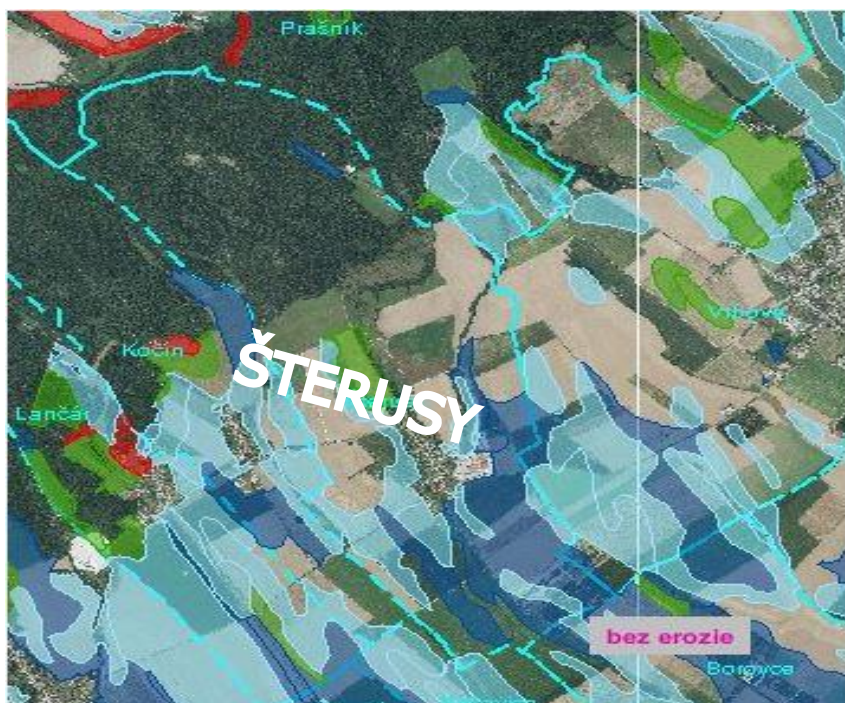 Prašník
Vrbové
Kočín
ŠTERUSY
Lančár
bez erozie
Borovce